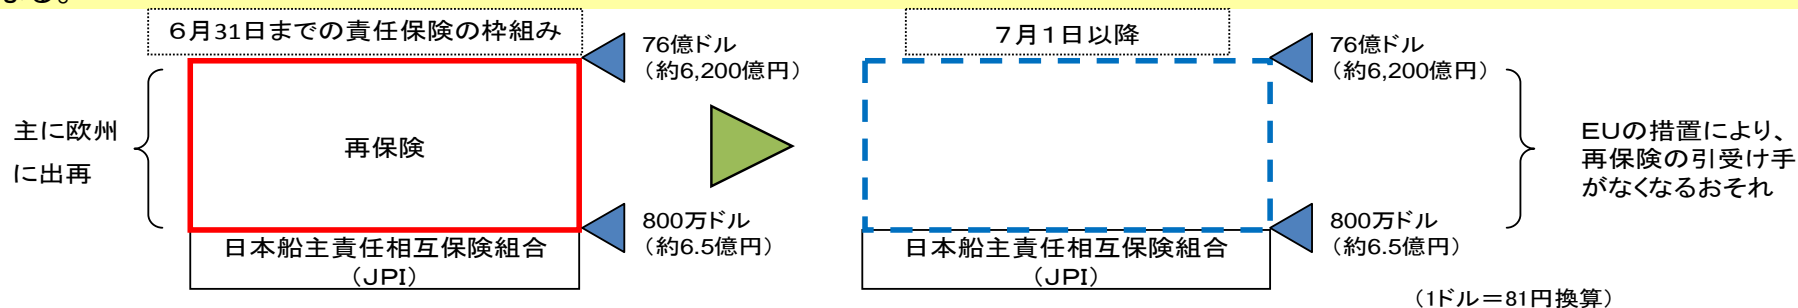 なる。
6月31日までの責任保険の枠組み
76億ドル
（約6,200億円）
主に欧州
に出再
再保険
800万ドル
（約6.5億円）
日本船主責任相互保険組合
（JPI）
7月1日以降
76億ドル
（約6,200億円）
EUの措置により、
再保険の引受け手
がなくなるおそれ
800万ドル
（約6.5億円）
日本船主責任相互保険組合
（JPI）
（1ドル＝81円換算）